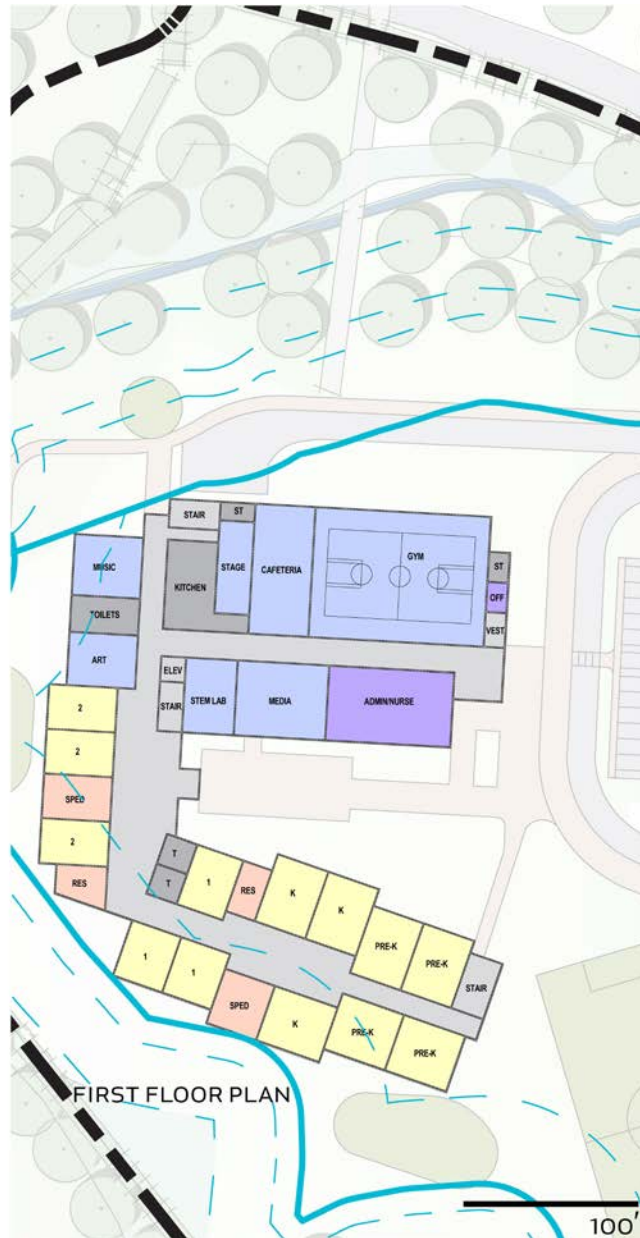 STAIR
ST
KITCHEN
STAGE
CAFETERIA
GYM
ST
OFF
VEST
MUSIC
TOILETS
ART
ELEV
STAIR
STEM LAB
MEDIA
ADMIN/NURSE
2
2
SPED
2
RES
T
T
1
RES
K
K
PRE-K
PRE-K
STAIR
1
1
SPED
K
PRE-K
PRE-K
FIRST FLOOR PLAN
100'